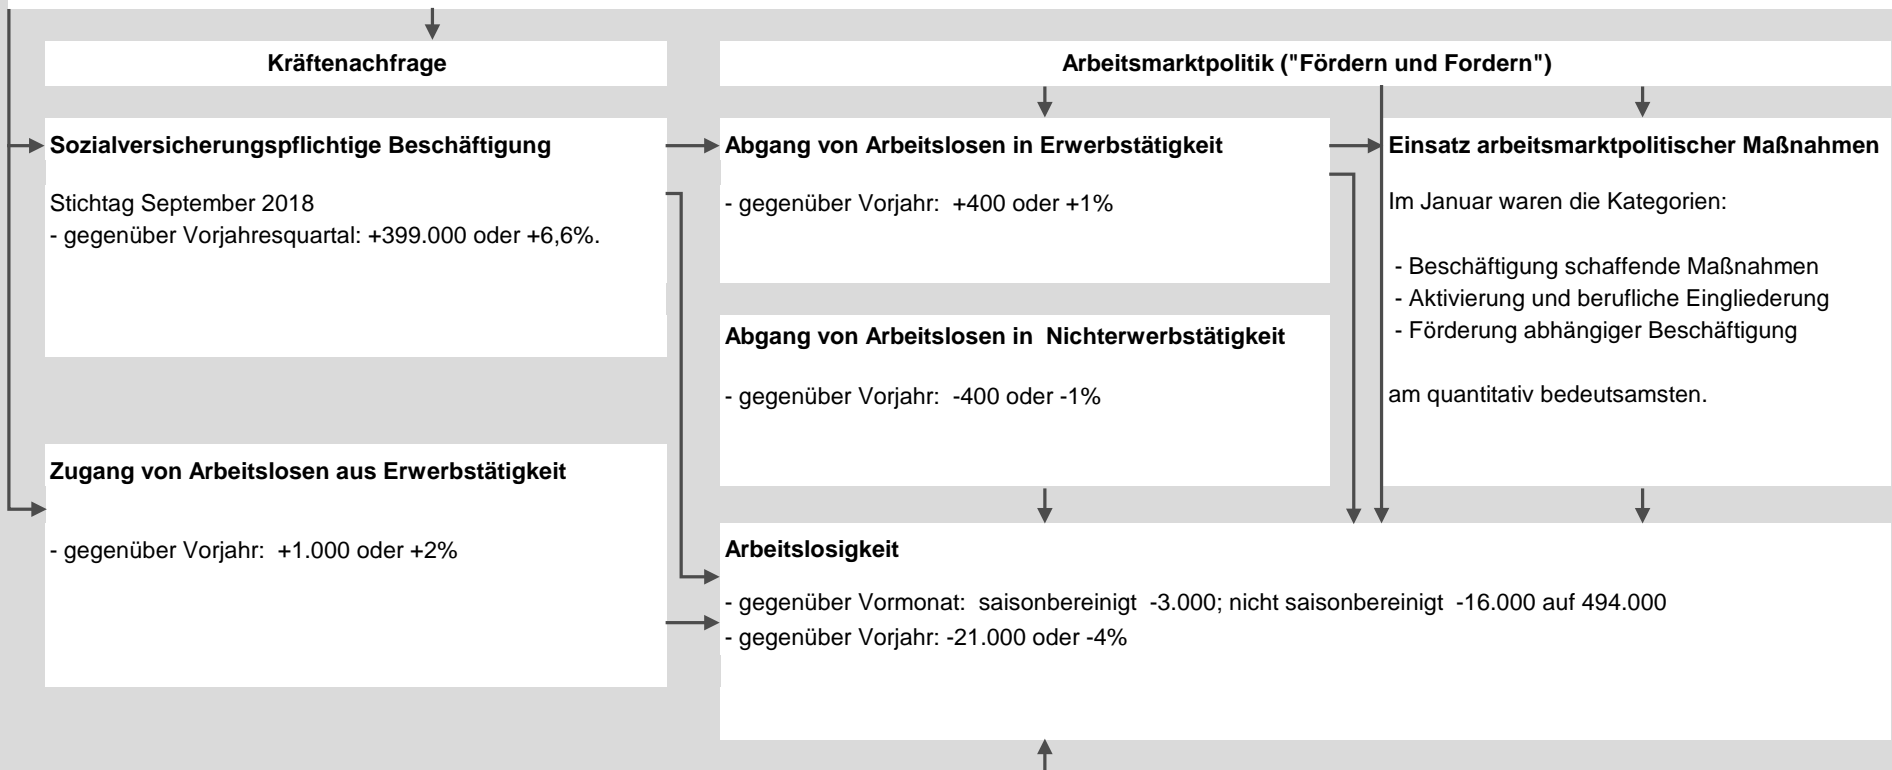 Kräftenachfrage
Arbeitsmarktpolitik ("Fördern und Fordern")
Sozialversicherungspflichtige Beschäftigung
Stichtag September 2018
- gegenüber Vorjahresquartal: +399.000 oder +6,6%.
Abgang von Arbeitslosen in Erwerbstätigkeit
- gegenüber Vorjahr: +400 oder +1%
Einsatz arbeitsmarktpolitischer Maßnahmen
Im Januar waren die Kategorien:
- Beschäftigung schaffende Maßnahmen
- Aktivierung und berufliche Eingliederung
- Förderung abhängiger Beschäftigung
am quantitativ bedeutsamsten.
Abgang von Arbeitslosen in Nichterwerbstätigkeit
- gegenüber Vorjahr: -400 oder -1%
Zugang von Arbeitslosen aus Erwerbstätigkeit
- gegenüber Vorjahr: +1.000 oder +2%
Arbeitslosigkeit
- gegenüber Vormonat: saisonbereinigt -3.000; nicht saisonbereinigt -16.000 auf 494.000
- gegenüber Vorjahr: -21.000 oder -4%